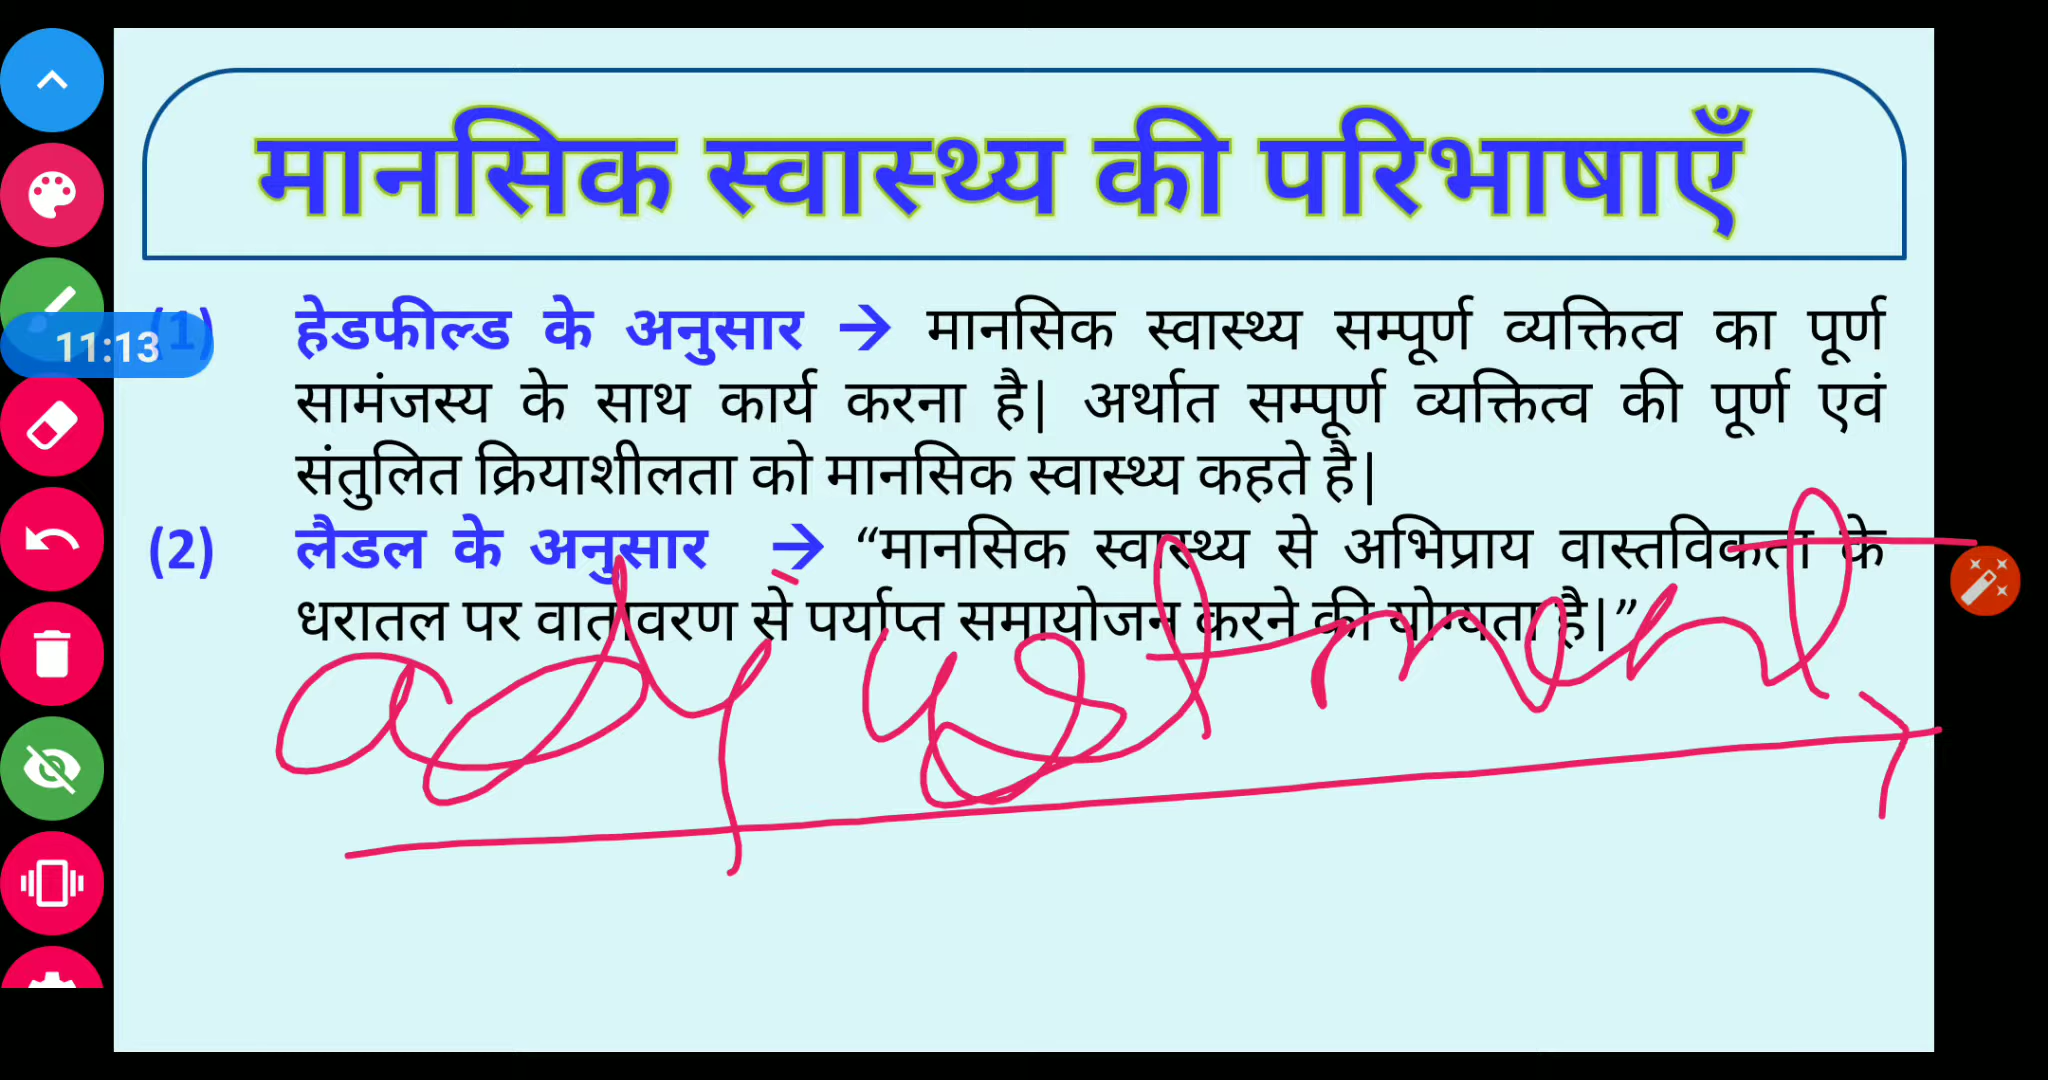 मानसिक स्वास्थ्य की परिभाषाएँ
(1) हेडफील्ड के अनुसार → मानसिक स्वास्थ्य सम्पूर्ण व्यक्तित्व का पूर्ण
11:13
सामंजस्य के साथ कार्य करना है| अर्थात सम्पूर्ण व्यक्तित्व की पूर्ण एवं
संतुलित क्रियाशीलता को मानसिक स्वास्थ्य कहते है|
(2) लैडल के अनुसार → “मानसिक स्वास्थ्य से अभिप्राय वास्तविकता के
धरातल पर वातावरण से पर्याप्त समायोजन करने की योग्यता है|”
adjustment